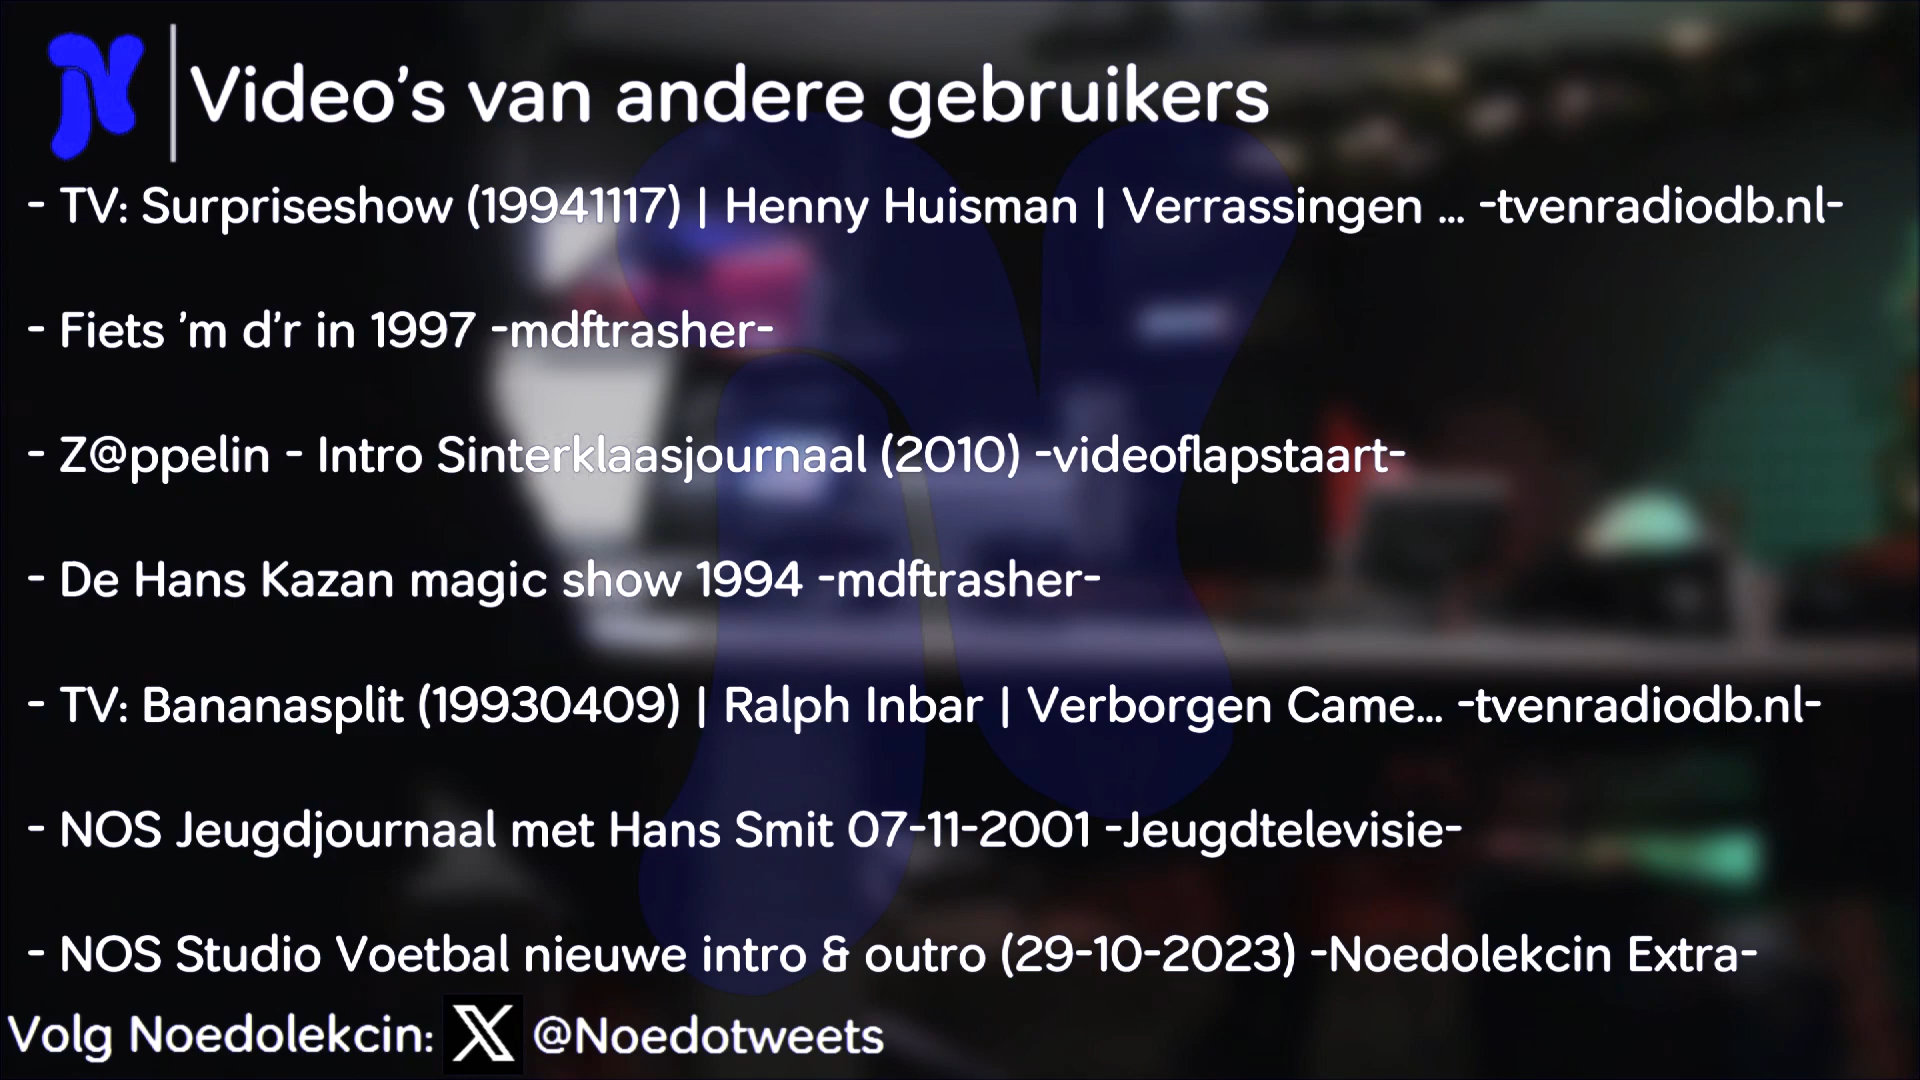 Video’s van andere gebruikers
- TV: Surpriseshow (19941117) | Henny Huisman | Verrassingen ... -tvenradiodb.nl-
- Fiets ’m d’r in 1997 -mdftrasher-
- Z@ppelin - Intro Sinterklaasjournaal (2010) -videoflapstaart-
- De Hans Kazan magic show 1994 -mdftrasher-
- TV: Bananasplit (19930409) | Ralph Inbar | Verborgen Came... -tvenradiodb.nl-
- NOS Jeugdjournaal met Hans Smit 07-11-2001 -Jeugdtelevisie-
- NOS Studio Voetbal nieuwe intro & outro (29-10-2023) -Noedolekcin Extra-
Volg Noedolekcin: X @Noedotweets